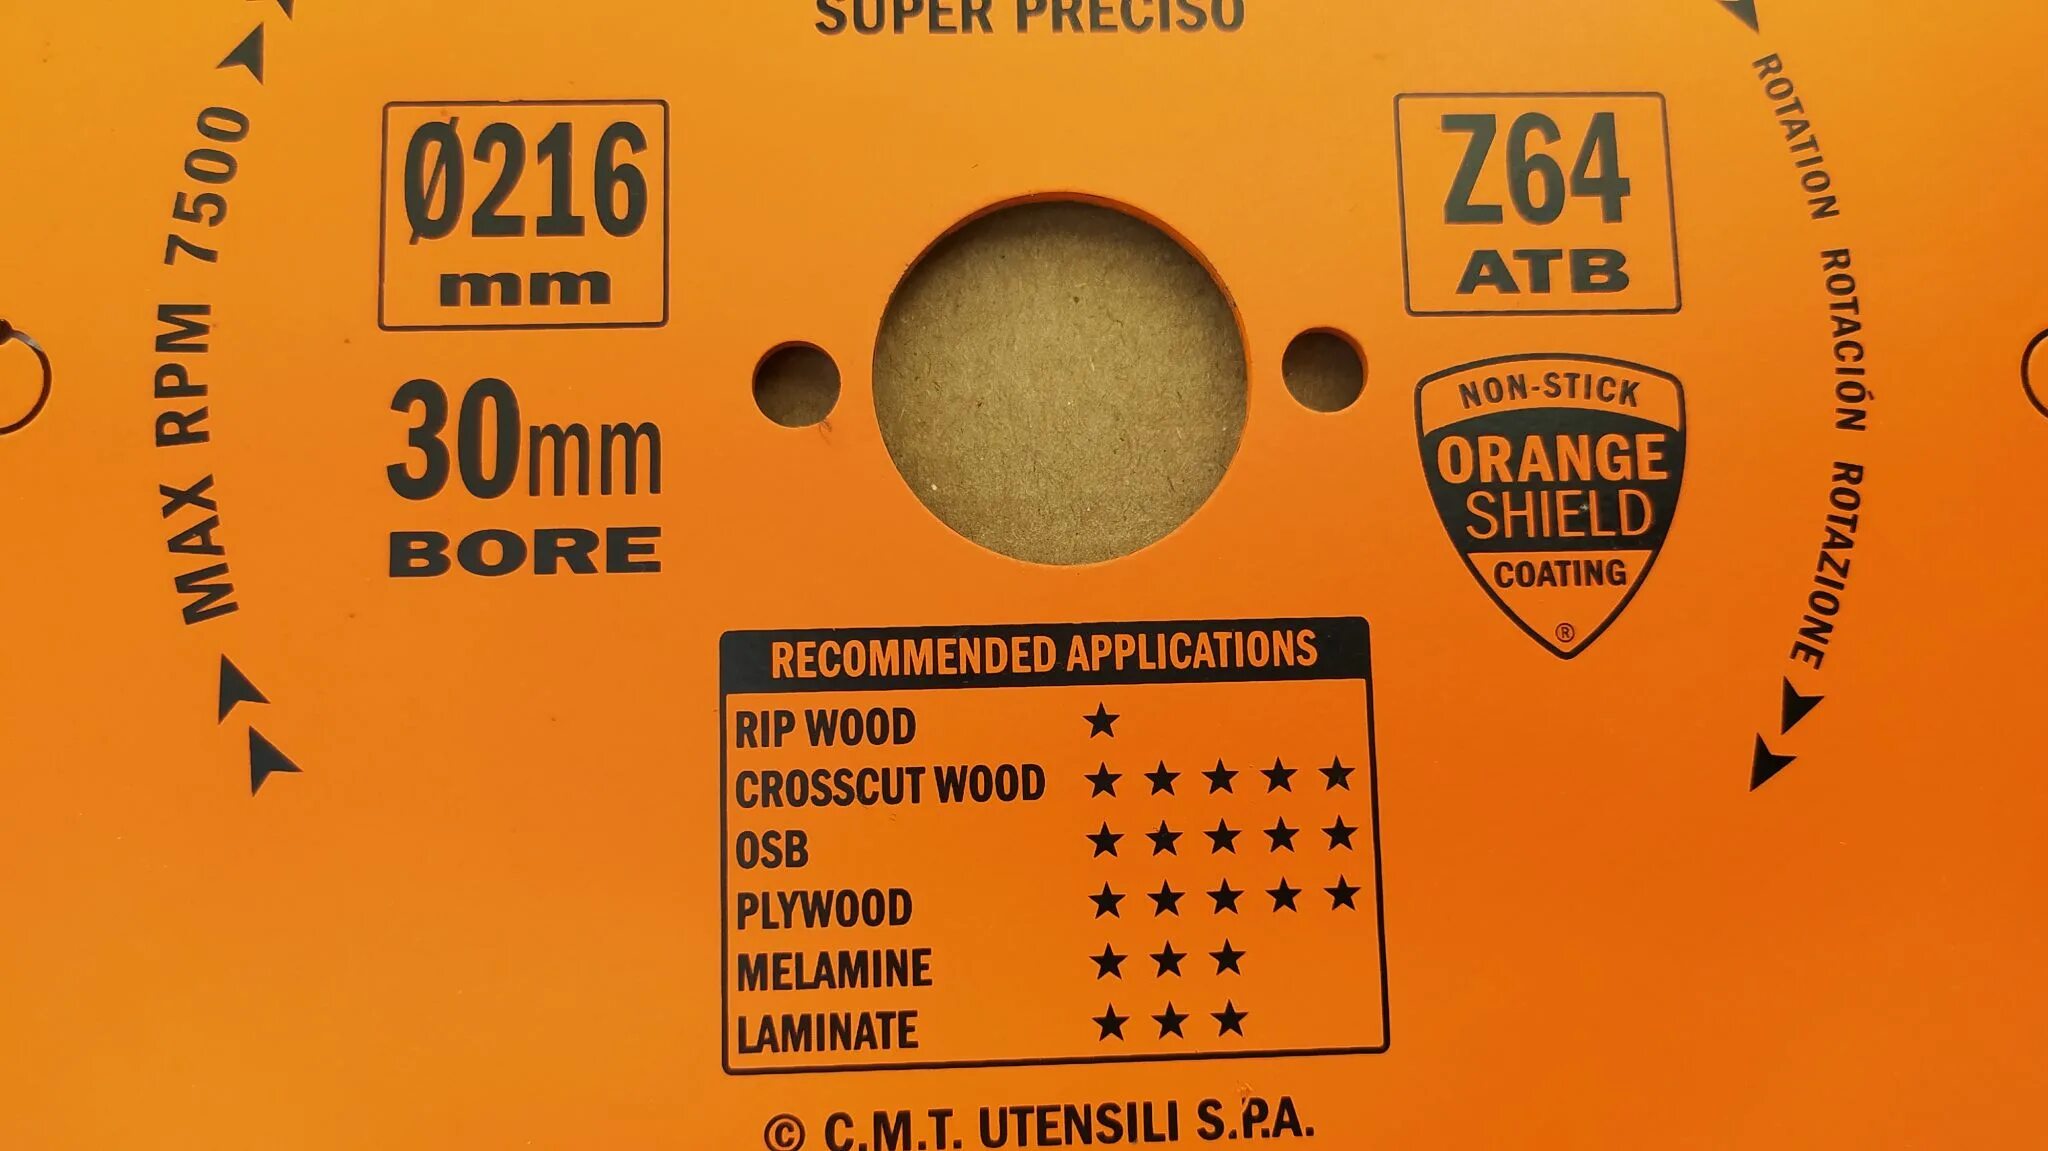 SUPER PRECISO
MAX RPM 7500
Ø216
mm
30mm
BORE
Z64
ATB
NON-STICK
ORANGE
SHIELD
COATING
®
ROTATION ROTACIÓN ROTAZIONE
RECOMMENDED APPLICATIONS
RIP WOOD ★
CROSSCUT WOOD ★ ★ ★ ★ ★
OSB ★ ★ ★ ★ ★
PLYWOOD ★ ★ ★ ★ ★
MELAMINE ★ ★ ★
LAMINATE ★ ★ ★
© C.M.T. UTENSILI S.P.A.